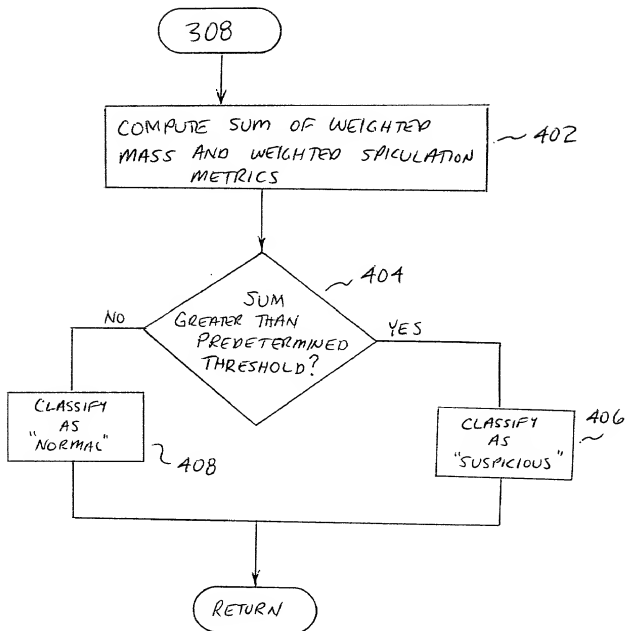 308
COMPUTE SUM OF WEIGHTED
MASS AND WEIGHTED SPICULATION
METRICS
402
404
SUM
GREATER THAN
PREDETERMINED
THRESHOLD?
NO
YES
CLASSIFY
AS
"NORMAL"
408
CLASSIFY
AS
"SUSPICIOUS"
406
RETURN